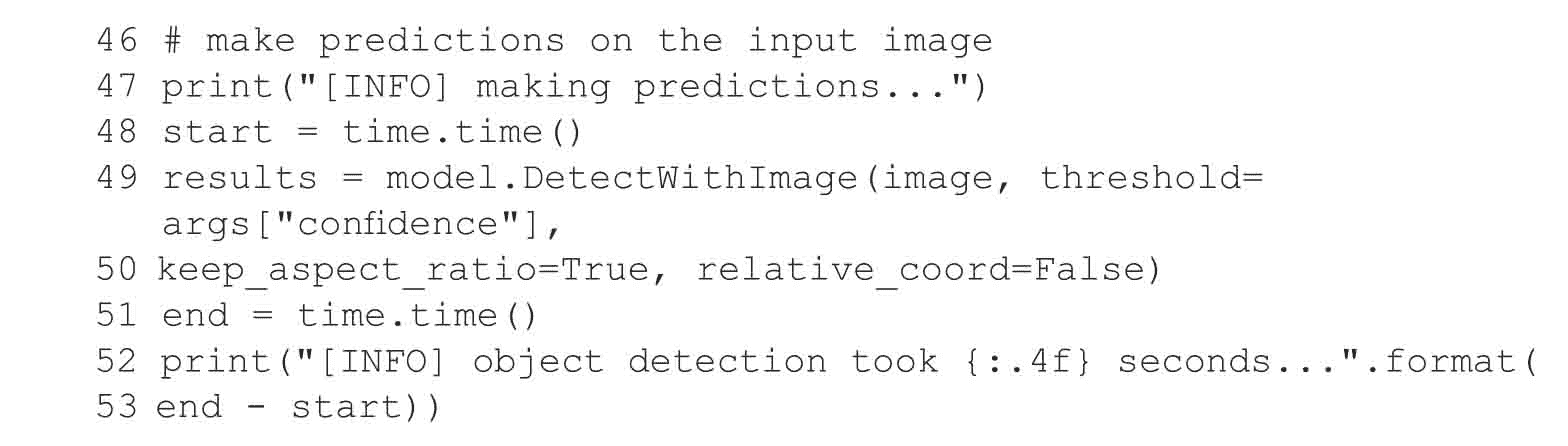 46 # make predictions on the input image
47 print("[INFO] making predictions...")
48 start = time.time()
49 results = model.DetectWithImage(image, threshold=
args["confidence"],
50 keep_aspect_ratio=True, relative_coord=False)
51 end = time.time()
52 print("[INFO] object detection took {:.4f} seconds...".format(
53 end - start))